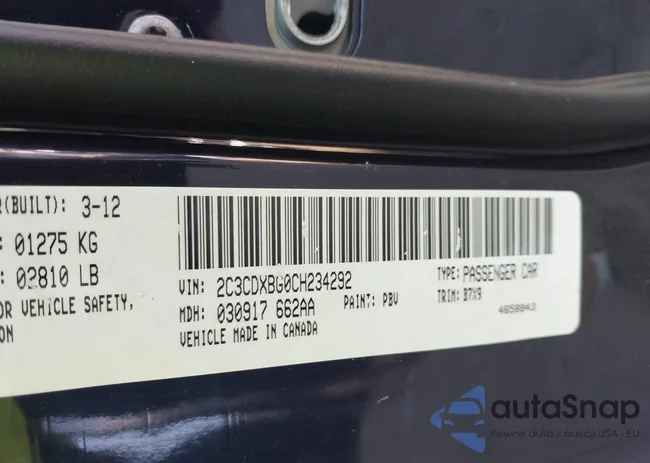 R(BUILT): 3-12
: 01275 KG
: 02810 LB
OR VEHICLE SAFETY,
ON
VIN: 2C3CDXBG0CH234292
TYPE: PASSENGER CAR
MDH: 030917 662AA
PAINT: PBV
TRIM: B7X9
VEHICLE MADE IN CANADA
4658843
autaSnap
Pewne auta z aukcji USA i EU